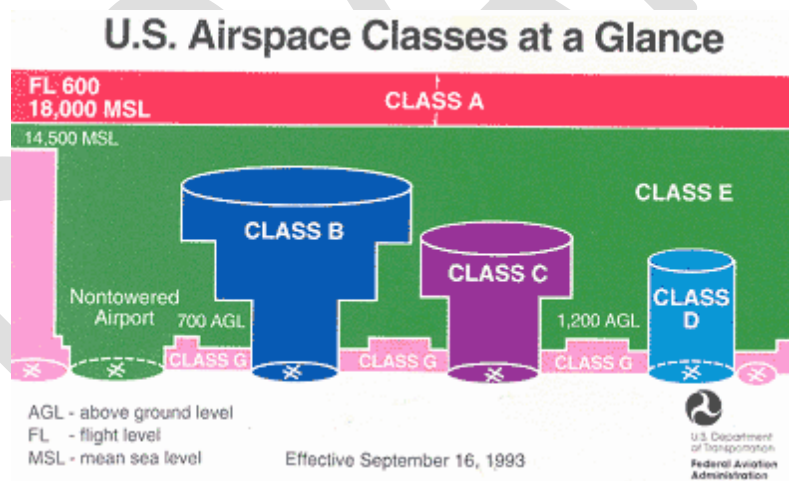 U.S. Airspace Classes at a Glance
FL 600
18,000 MSL
CLASS A
14,500 MSL
CLASS E
CLASS B
CLASS C
CLASS
D
Nontowered
Airport
700 AGL
1,200 AGL
CLASS G
CLASS G
CLASS G
AGL - above ground level
FL - flight level
MSL - mean sea level
Effective September 16, 1993
U.S. Department
of Transportation
Federal Aviation
Administration